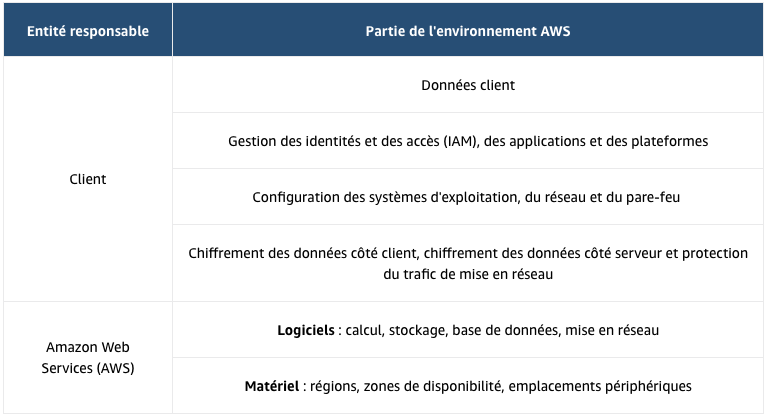 Entité responsable
Partie de l'environnement AWS
Client
Données client
Gestion des identités et des accès (IAM), des applications et des plateformes
Configuration des systèmes d'exploitation, du réseau et du pare-feu
Chiffrement des données côté client, chiffrement des données côté serveur et protection
du trafic de mise en réseau
Amazon Web
Services (AWS)
Logiciels : calcul, stockage, base de données, mise en réseau
Matériel : régions, zones de disponibilité, emplacements périphériques